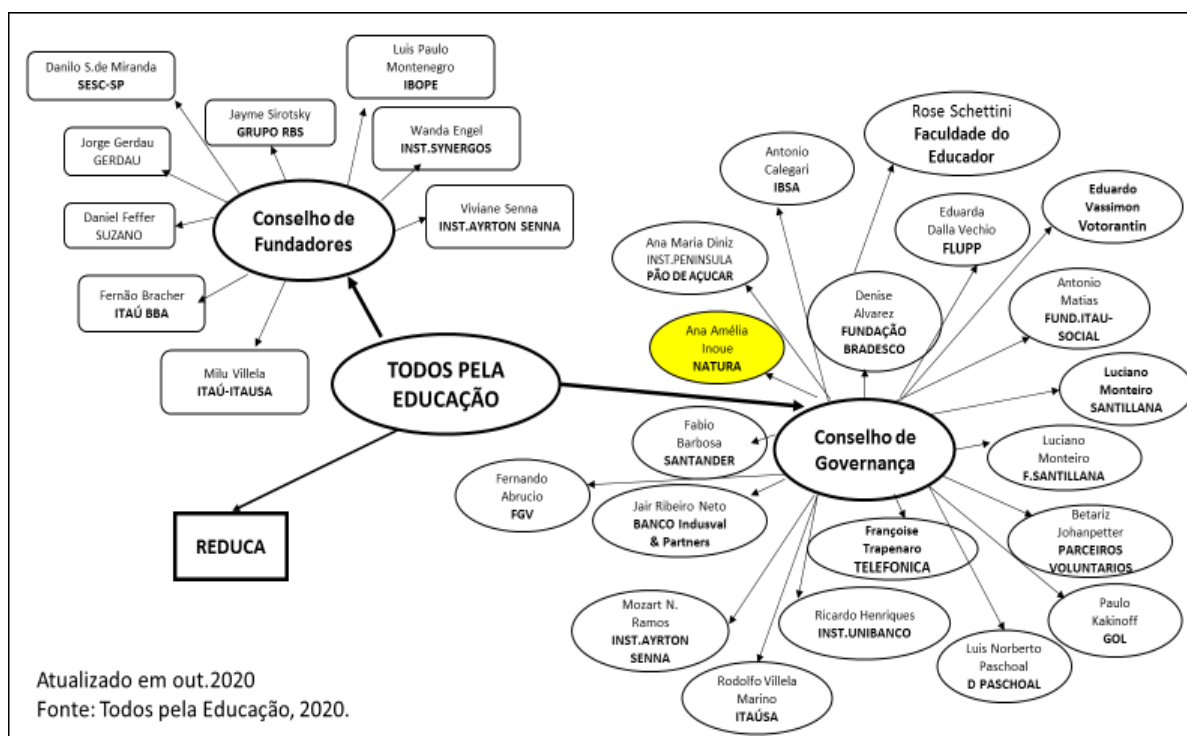 Danilo S.de Miranda
SESC-SP
Luis Paulo
Montenegro
IBOPE
Jayme Sirotsky
GRUPO RBS
Wanda Engel
INST.SYNERGOS
Jorge Gerdau
GERDAU
Viviane Senna
INST.AYRTON SENNA
Daniel Feffer
SUZANO
Conselho de
Fundadores
Fernão Bracher
ITAÚ BBA
Milu Villela
ITAÚ-ITAUSA
TODOS PELA
EDUCAÇÃO
REDUCA
Rose Schettini
Faculdade do
Educador
Antonio
Calegari
IBSA
Eduardo
Vassimon
Votorantin
Eduarda
Dalla Vechio
FLUPP
Ana Maria Diniz
INST.PENINSULA
PÃO DE AÇUCAR
Denise
Alvarez
FUNDAÇÃO
BRADESCO
Antonio
Matias
FUND.ITAU-
SOCIAL
Ana Amélia
Inoue
NATURA
Luciano
Monteiro
SANTILLANA
Conselho de
Governança
Fabio
Barbosa
SANTANDER
Luciano
Monteiro
F.SANTILLANA
Fernando
Abrucio
FGV
Jair Ribeiro Neto
BANCO Indusval
& Partners
Françoise
Trapenaro
TELEFONICA
Betariz
Johanpetter
PARCEIROS
VOLUNTARIOS
Mozart N.
Ramos
INST.AYRTON
SENNA
Ricardo Henriques
INST.UNIBANCO
Paulo
Kakinoff
GOL
Luis Norberto
Paschoal
D PASCHOAL
Rodolfo Villela
Marino
ITAÚSA
Atualizado em out.2020
Fonte: Todos pela Educação, 2020.